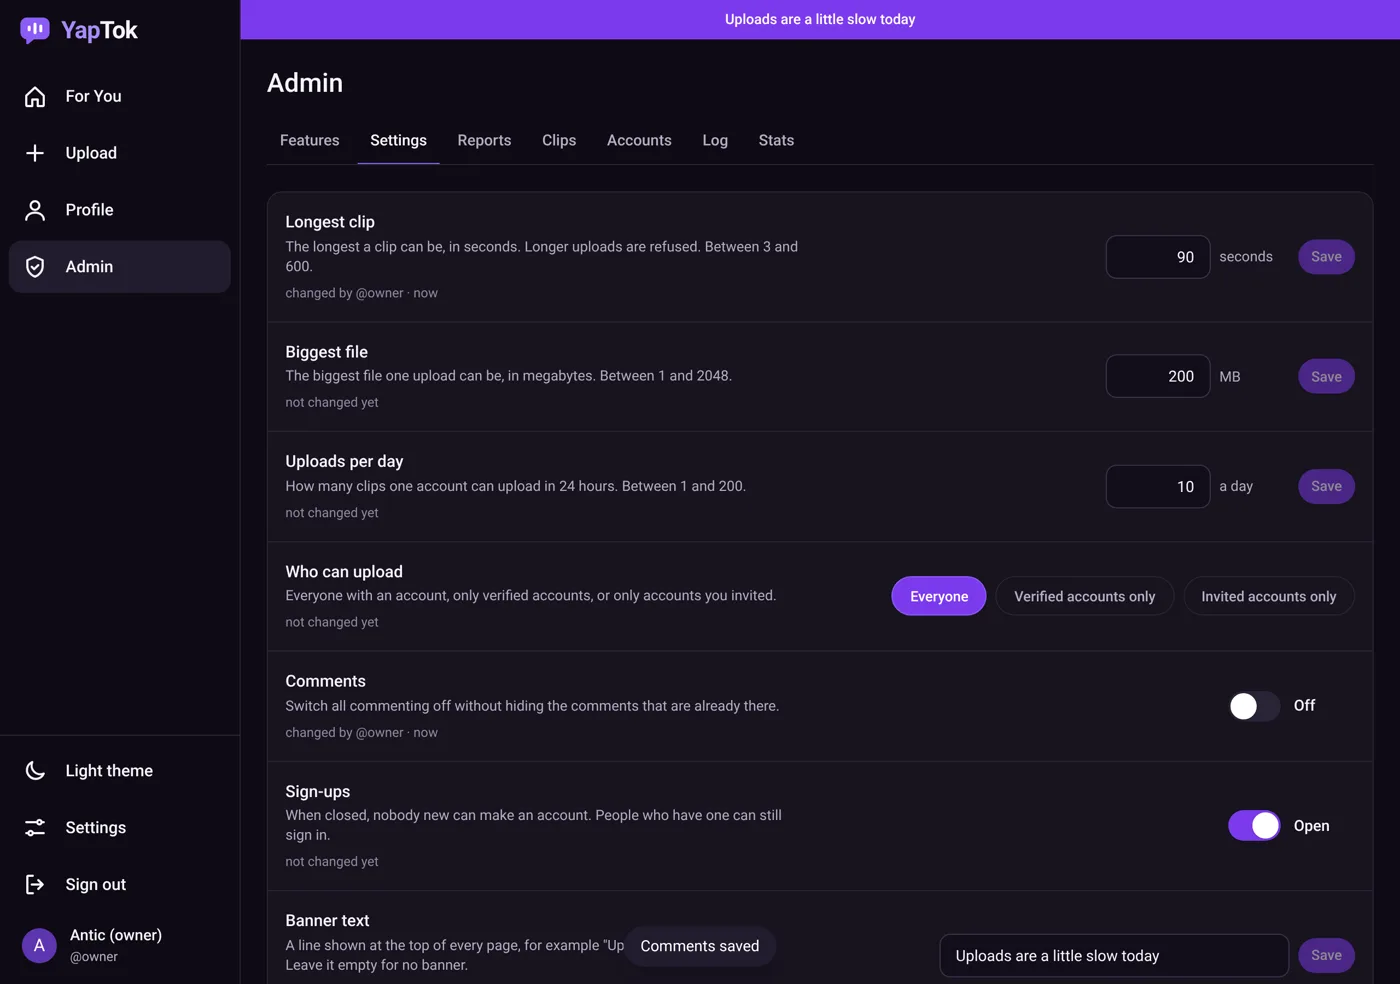 YapTok
For You
Upload
Profile
Admin
Light theme
Settings
Sign out
A
Antic (owner)
@owner
Uploads are a little slow today
Admin
Features
Settings
Reports
Clips
Accounts
Log
Stats
Longest clip
The longest a clip can be, in seconds. Longer uploads are refused. Between 3 and
600.
changed by @owner · now
90 seconds
Save
Biggest file
The biggest file one upload can be, in megabytes. Between 1 and 2048.
not changed yet
200 MB
Save
Uploads per day
How many clips one account can upload in 24 hours. Between 1 and 200.
not changed yet
10 a day
Save
Who can upload
Everyone with an account, only verified accounts, or only accounts you invited.
not changed yet
Everyone
Verified accounts only
Invited accounts only
Comments
Switch all commenting off without hiding the comments that are already there.
changed by @owner · now
Off
Sign-ups
When closed, nobody new can make an account. People who have one can still
sign in.
not changed yet
Open
Banner text
A line shown at the top of every page, for example "Up
Leave it empty for no banner.
Uploads are a little slow today
Save
Comments saved